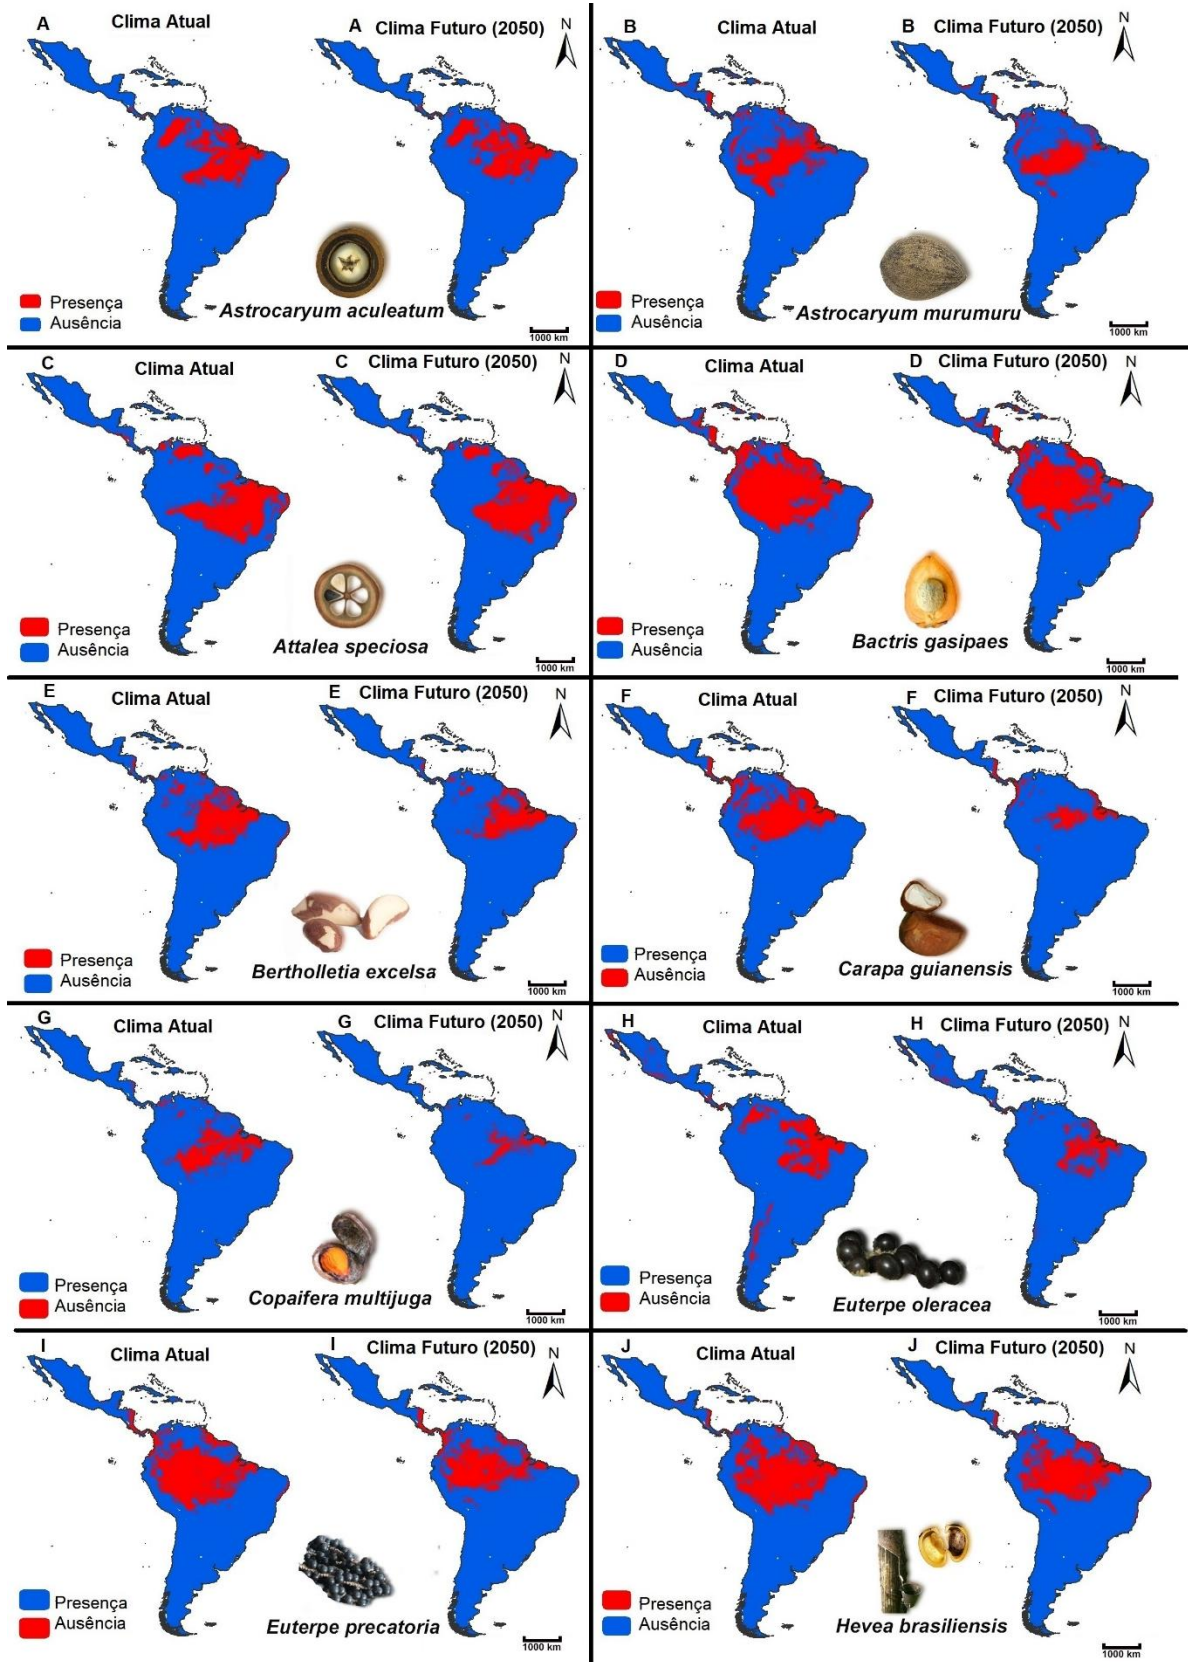 A Clima Atual A Clima Futuro (2050) N
Presença
Ausência
Astrocaryum aculeatum
1000 km
B Clima Atual B Clima Futuro (2050) N
Presença
Ausência
Astrocaryum murumuru
1000 km
C Clima Atual C Clima Futuro (2050) N
Presença
Ausência
Attalea speciosa
1000 km
D Clima Atual D Clima Futuro (2050) N
Presença
Ausência
Bactris gasipaes
1000 km
E Clima Atual E Clima Futuro (2050) N
Presença
Ausência
Bertholletia excelsa
1000 km
F Clima Atual F Clima Futuro (2050) N
Presença
Ausência
Carapa guianensis
1000 km
G Clima Atual G Clima Futuro (2050) N
Presença
Ausência
Copaifera multijuga
1000 km
H Clima Atual H Clima Futuro (2050) N
Presença
Ausência
Euterpe oleracea
1000 km
I Clima Atual I Clima Futuro (2050) N
Presença
Ausência
Euterpe precatoria
1000 km
J Clima Atual J Clima Futuro (2050) N
Presença
Ausência
Hevea brasiliensis
1000 km